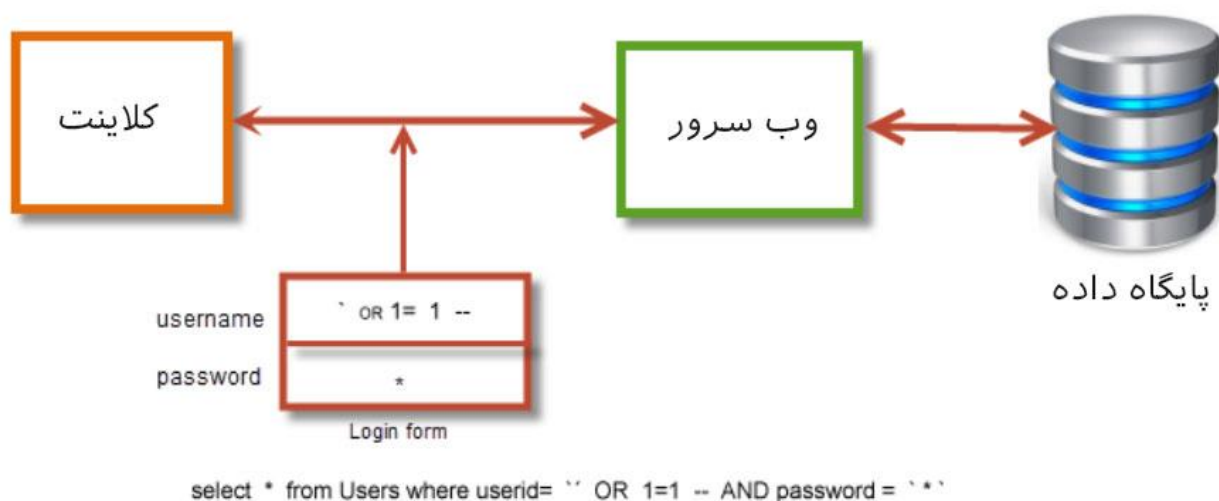 کلاینت
وب سرور
پایگاه داده
username
` OR 1= 1 --
password
*
Login form
select * from Users where userid= `´ OR 1=1 -- AND password = `*`